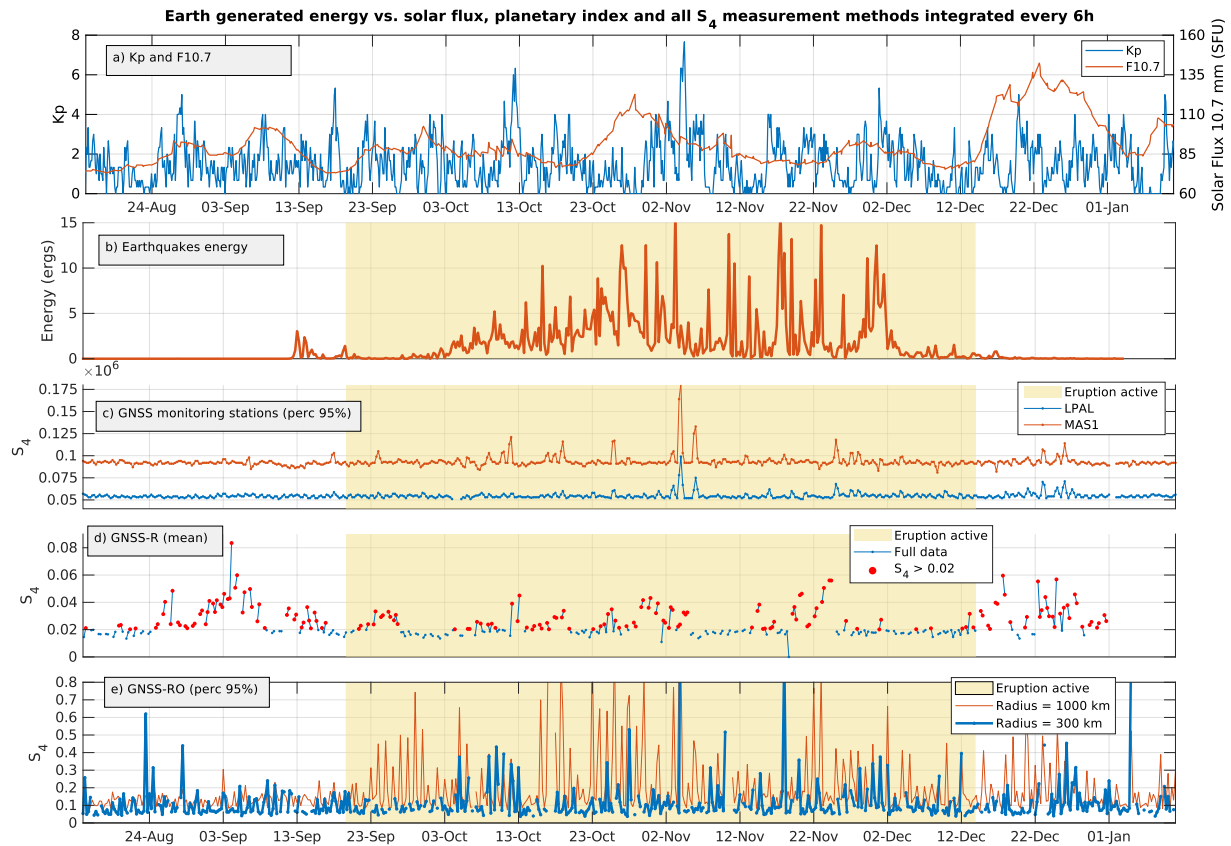 Earth generated energy vs. solar flux, planetary index and all S4 measurement methods integrated every 6h
a) Kp and F10.7
Kp
F10.7
Kp
8
6
4
2
0
160
135
110
85
60
Solar Flux 10.7 mm (SFU)
24-Aug 03-Sep 13-Sep 23-Sep 03-Oct 13-Oct 23-Oct 02-Nov 12-Nov 22-Nov 02-Dec 12-Dec 22-Dec 01-Jan
b) Earthquakes energy
Energy (ergs)
15
10
5
0
×10^6
c) GNSS monitoring stations (perc 95%)
Eruption active
LPAL
MAS1
S4
0.175
0.15
0.125
0.1
0.075
0.05
d) GNSS-R (mean)
Eruption active
Full data
S4 > 0.02
S4
0.08
0.06
0.04
0.02
0
e) GNSS-RO (perc 95%)
Eruption active
Radius = 1000 km
Radius = 300 km
S4
0.8
0.7
0.6
0.5
0.4
0.3
0.2
0.1
0
24-Aug 03-Sep 13-Sep 23-Sep 03-Oct 13-Oct 23-Oct 02-Nov 12-Nov 22-Nov 02-Dec 12-Dec 22-Dec 01-Jan